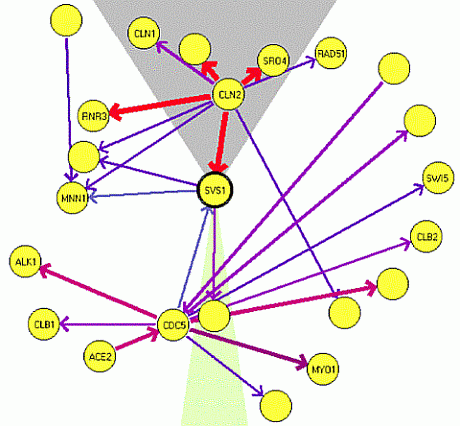 CLN1
SRO4
RAD51
CLN2
RNR3
SWI5
SVS1
MNN1
CLB2
ALK1
CLB1
CDC5
ACE2
MYO1